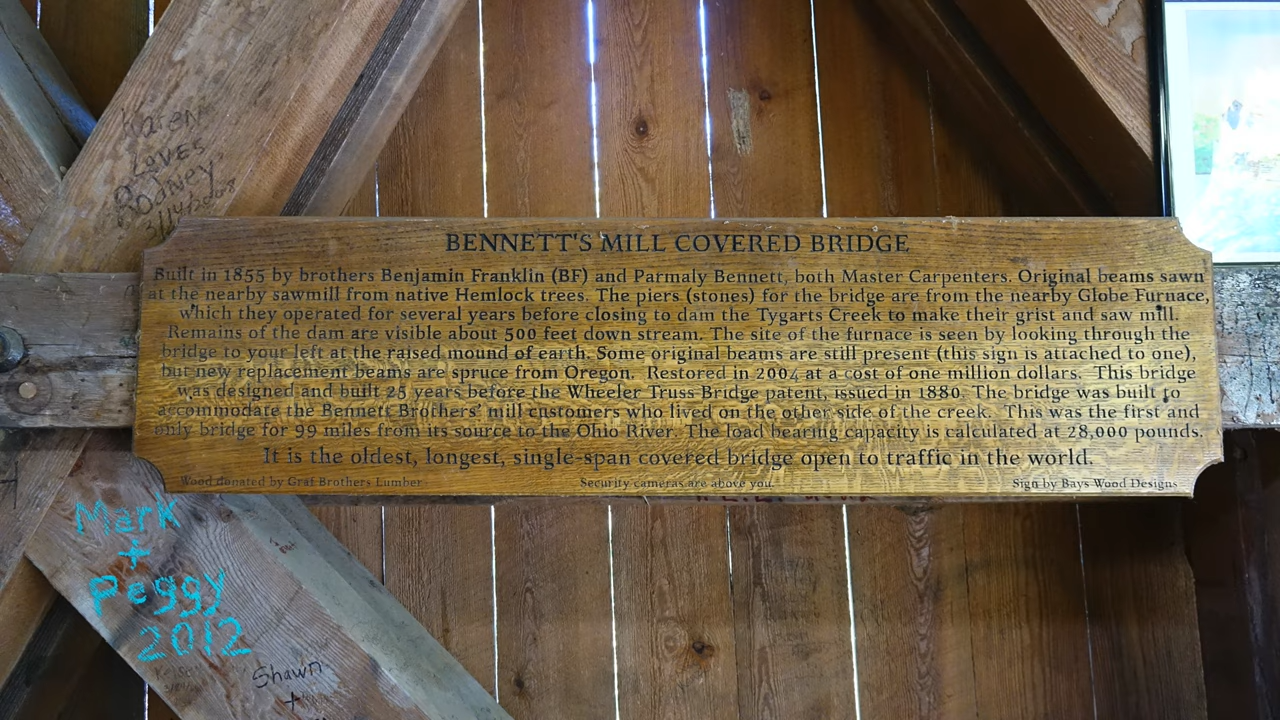 Karen
Loves
Rodney
3/14/2008
BENNETT'S MILL COVERED BRIDGE
Built in 1855 by brothers Benjamin Franklin (BF) and Parmaly Bennett, both Master Carpenters. Original beams sawn
at the nearby sawmill from native Hemlock trees. The piers (stones) for the bridge are from the nearby Globe Furnace,
which they operated for several years before closing to dam the Tygarts Creek to make their grist and saw mill.
Remains of the dam are visible about 500 feet down stream. The site of the furnace is seen by looking through the
bridge to your left at the raised mound of earth. Some original beams are still present (this sign is attached to one),
but new replacement beams are spruce from Oregon. Restored in 2004 at a cost of one million dollars. This bridge
was designed and built 25 years before the Wheeler Truss Bridge patent, issued in 1880. The bridge was built to
accommodate the Bennett Brothers' mill customers who lived on the other side of the creek. This was the first and
only bridge for 99 miles from its source to the Ohio River. The load bearing capacity is calculated at 28,000 pounds.
It is the oldest, longest, single-span covered bridge open to traffic in the world.
Wood donated by Graf Brothers Lumber
Security cameras are above you.
Sign by Bays Wood Designs
Mark
+
Peggy
2012
Shawn
+